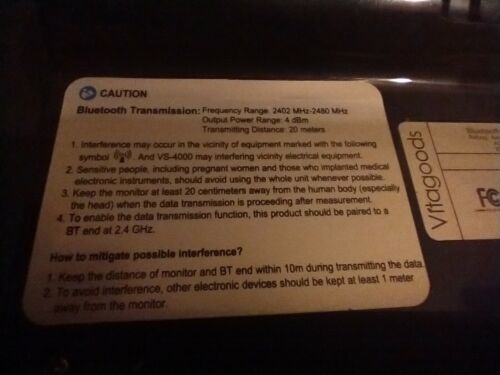 CAUTION
Bluetooth Transmission: Frequency Range: 2402 MHz-2480 MHz
Output Power Range: 4 dBm
Transmitting Distance: 20 meters
1. Interference may occur in the vicinity of equipment marked with the following
symbol . And VS-4000 may interfering vicinity electrical equipment.
2. Sensitive people, including pregnant women and those who implanted medical
electronic instruments, should avoid using the whole unit whenever possible.
3. Keep the monitor at least 20 centimeters away from the human body (especially
the head) when the data transmission is proceeding after measurement.
4. To enable the data transmission function, this product should be paired to a
BT end at 2.4 GHz.
How to mitigate possible interference?
1. Keep the distance of monitor and BT end within 10m during transmitting the data.
2. To avoid interference, other electronic devices should be kept at least 1 meter
away from the monitor.
Vitagoods
FC